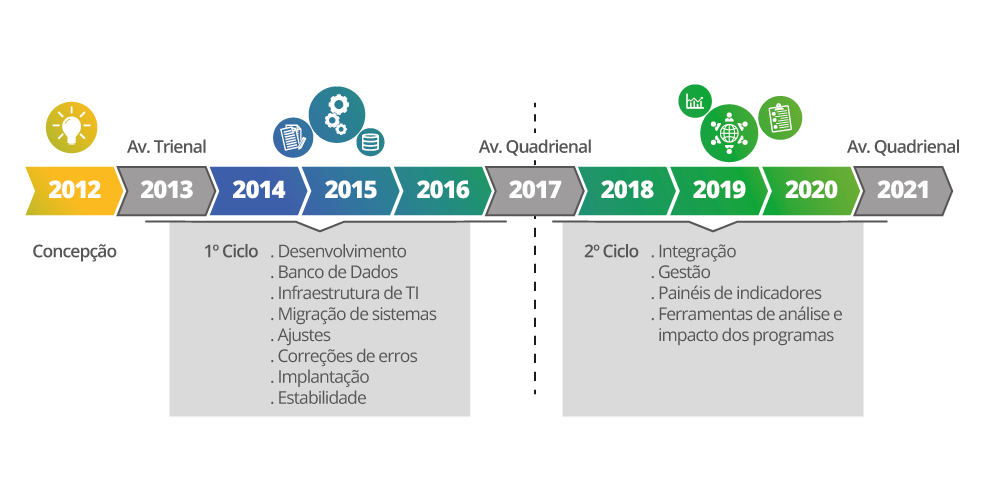 Av. Trienal
Av. Quadrienal
Av. Quadrienal
2012
2013
2014
2015
2016
2017
2018
2019
2020
2021
Concepção
1º Ciclo
. Desenvolvimento
. Banco de Dados
. Infraestrutura de TI
. Migração de sistemas
. Ajustes
. Correções de erros
. Implantação
. Estabilidade
2º Ciclo
. Integração
. Gestão
. Painéis de indicadores
. Ferramentas de análise e
impacto dos programas